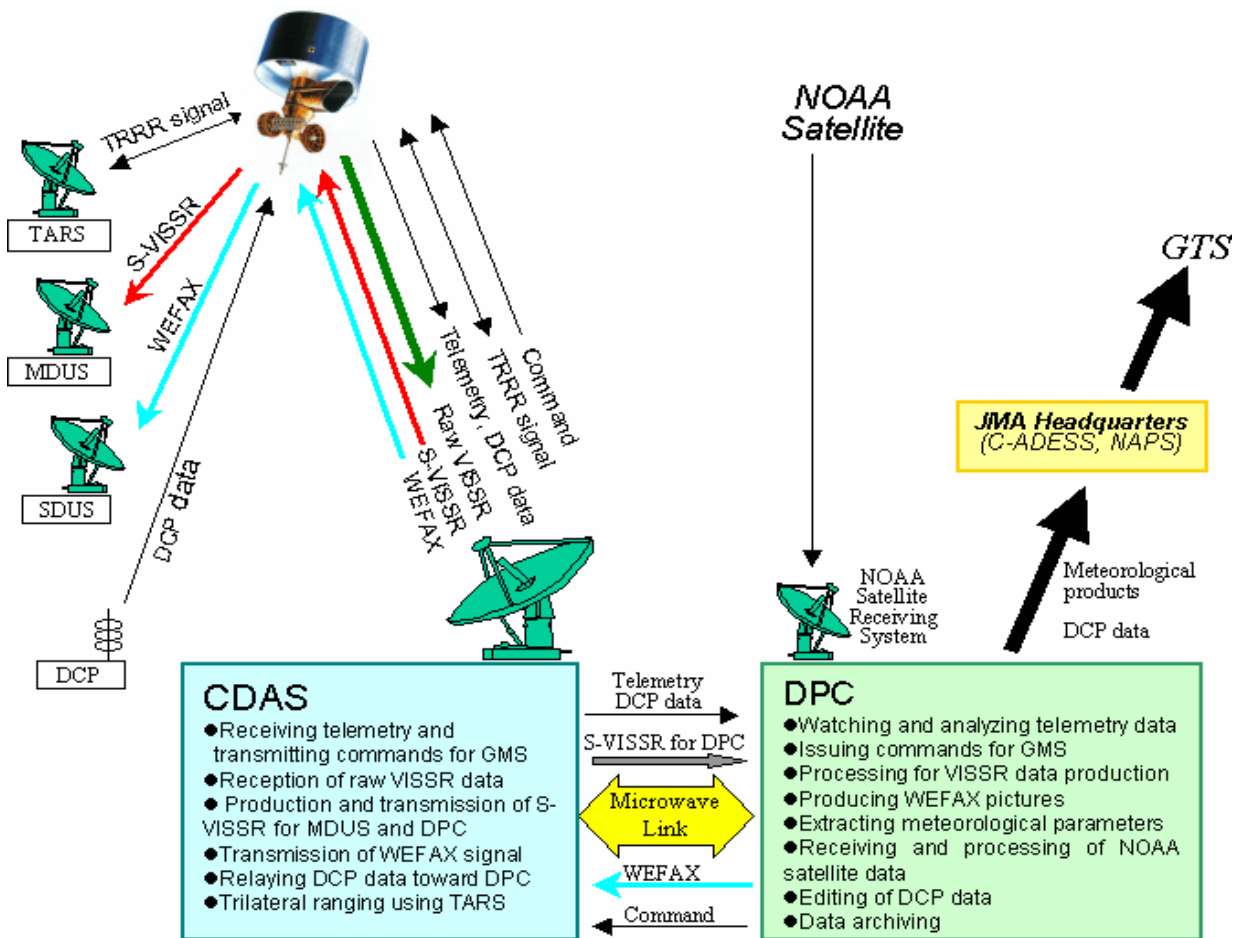 NOAA
Satellite
TRRR signal
TARS
S-VISSR
MDUS
WEFAX
SDUS
DCP data
DCP
Command
TRRR signal
Telemetry, DCP data
Raw VISSR
S-VISSR
WEFAX
GTS
JMA Headquarters
(C-ADESS, NAPS)
Meteorological
products
DCP data
NOAA
Satellite
Receiving
System
CDAS
●Receiving telemetry and
transmitting commands for GMS
●Reception of raw VISSR data
● Production and transmission of S-
VISSR for MDUS and DPC
●Transmission of WEFAX signal
●Relaying DCP data toward DPC
●Trilateral ranging using TARS
Telemetry
DCP data
S-VISSR for DPC
Microwave
Link
WEFAX
Command
DPC
●Watching and analyzing telemetry data
●Issuing commands for GMS
●Processing for VISSR data production
●Producing WEFAX pictures
●Extracting meteorological parameters
●Receiving and processing of NOAA
satellite data
●Editing of DCP data
●Data archiving